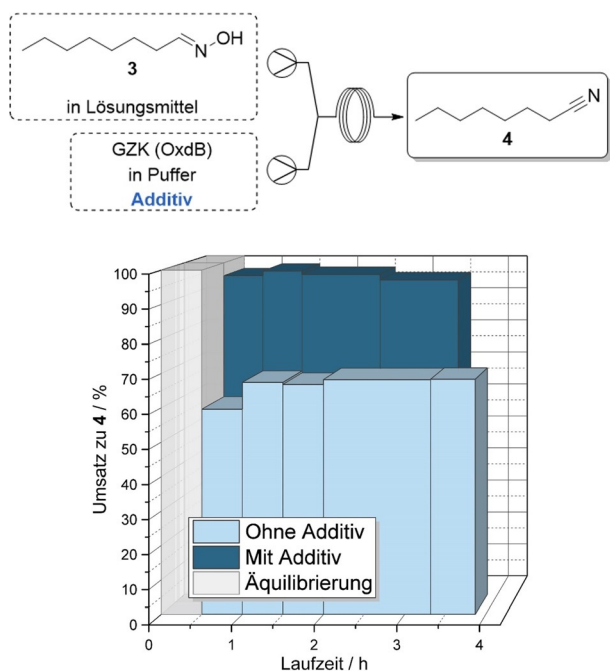 N
OH
3
in Lösungsmittel
GZK (OxdB)
in Puffer
Additiv
N
4
100
90
80
70
60
50
40
30
20
10
0
Umsatz zu 4 / %
Ohne Additiv
Mit Additiv
Äquilibrierung
0 1 2 3 4
Laufzeit / h